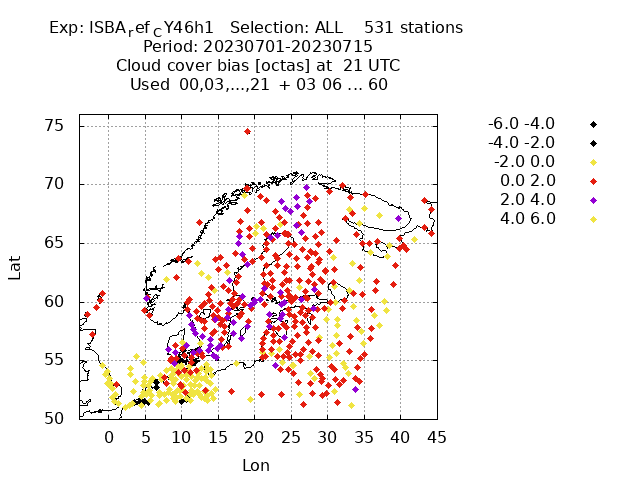 Exp: ISBA_ref_CY46h1 Selection: ALL 531 stations
Period: 20230701-20230715
Cloud cover bias [octas] at 21 UTC
Used 00,03,...,21 + 03 06 ... 60
-6.0 -4.0
-4.0 -2.0
-2.0 0.0
0.0 2.0
2.0 4.0
4.0 6.0
75
70
65
60
55
50
Lat
0 5 10 15 20 25 30 35 40 45
Lon